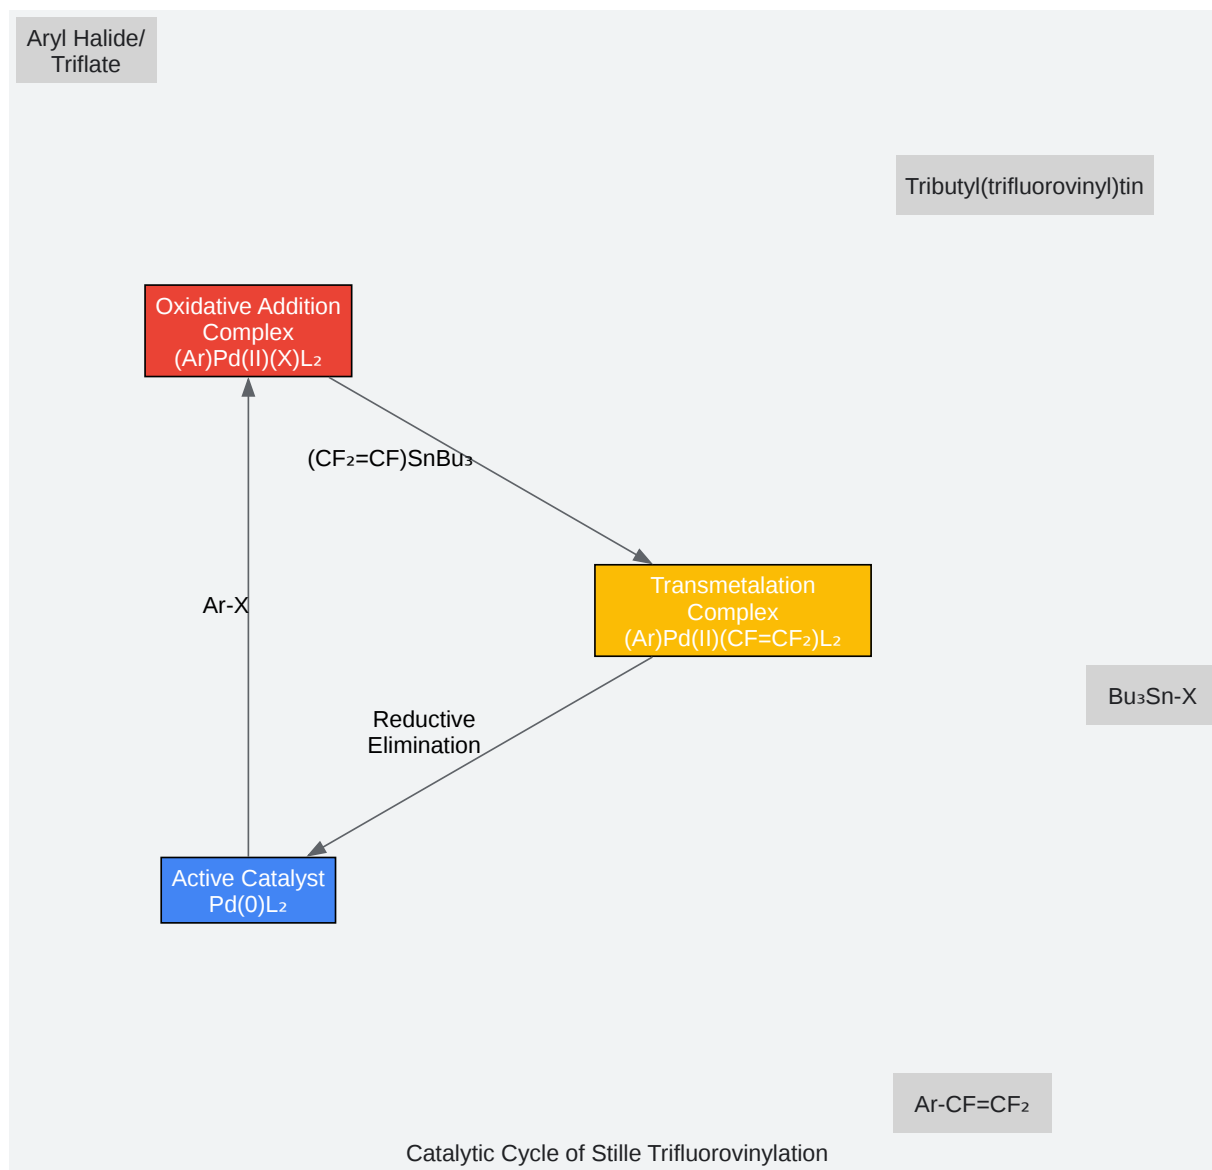 Aryl Halide/
Triflate
Tributyl(trifluorovinyl)tin
Oxidative Addition
Complex
(Ar)Pd(II)(X)L₂
(CF₂=CF)SnBu₃
Transmetalation
Complex
(Ar)Pd(II)(CF=CF₂)L₂
Ar-X
Bu₃Sn-X
Reductive
Elimination
Active Catalyst
Pd(0)L₂
Ar-CF=CF₂
Catalytic Cycle of Stille Trifluorovinylation